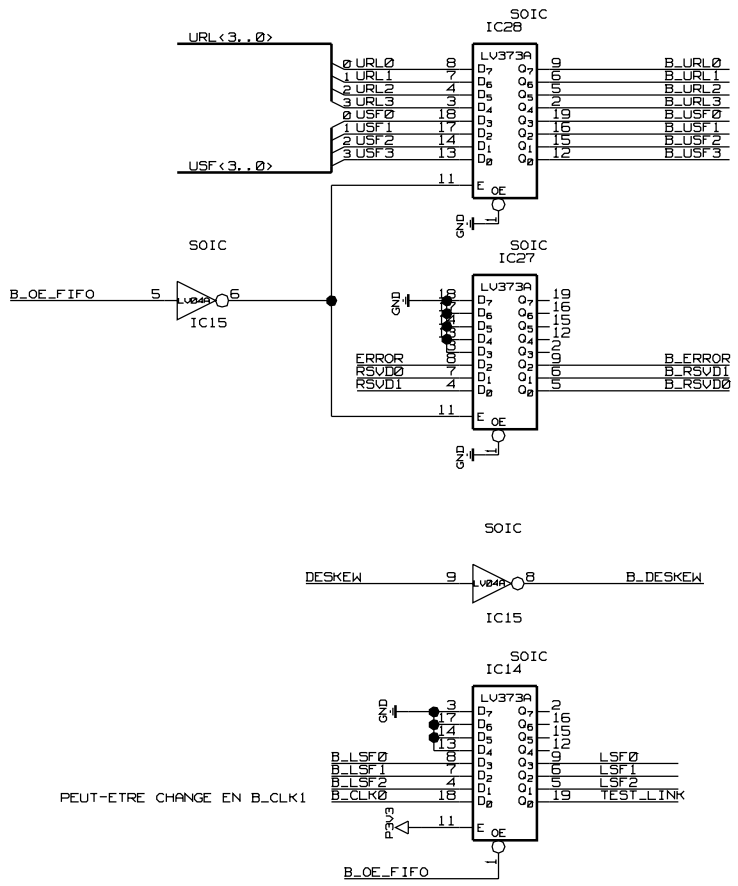 SOIC
IC28
URL<3..0>
LV373A
0 URL0 8 D7 Q7 9 B_URL0
1 URL1 7 D6 Q6 6 B_URL1
2 URL2 4 D5 Q5 5 B_URL2
3 URL3 3 D4 Q4 2 B_URL3
0 USF0 18 D3 Q3 19 B_USF0
1 USF1 17 D2 Q2 16 B_USF1
2 USF2 14 D1 Q1 15 B_USF2
3 USF3 13 D0 Q0 12 B_USF3
USF<3..0>
11 E OE
GND 1
SOIC
SOIC
IC27
LV373A
B_OE_FIFO 5 LV04A 6
IC15
GND 18 D7 Q7 19
D6 Q6 16
D5 Q5 15
D4 Q4 12
D3 Q3 2
ERROR 8 D2 Q2 9 B_ERROR
RSVD0 7 D1 Q1 6 B_RSVD1
RSVD1 4 D0 Q0 5 B_RSVD0
11 E OE
GND 1
SOIC
DESKEW 9 LV04A 8 B_DESKEW
IC15
SOIC
IC14
LV373A
GND 3 D7 Q7 2
17 D6 Q6 16
14 D5 Q5 15
13 D4 Q4 12
B_LSF0 8 D3 Q3 9 LSF0
B_LSF1 7 D2 Q2 6 LSF1
B_LSF2 4 D1 Q1 5 LSF2
PEUT-ETRE CHANGE EN B_CLK1 B_CLK0 18 D0 Q0 19 TEST_LINK
P3V3 11 E OE
B_OE_FIFO 1